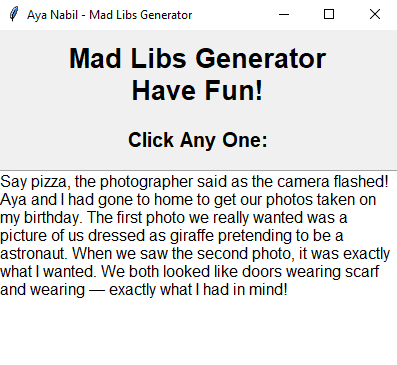 Aya Nabil - Mad Libs Generator
Mad Libs Generator
Have Fun!
Click Any One:
Say pizza, the photographer said as the camera flashed!
Aya and I had gone to home to get our photos taken on
my birthday. The first photo we really wanted was a
picture of us dressed as giraffe pretending to be a
astronaut. When we saw the second photo, it was exactly
what I wanted. We both looked like doors wearing scarf
and wearing — exactly what I had in mind!